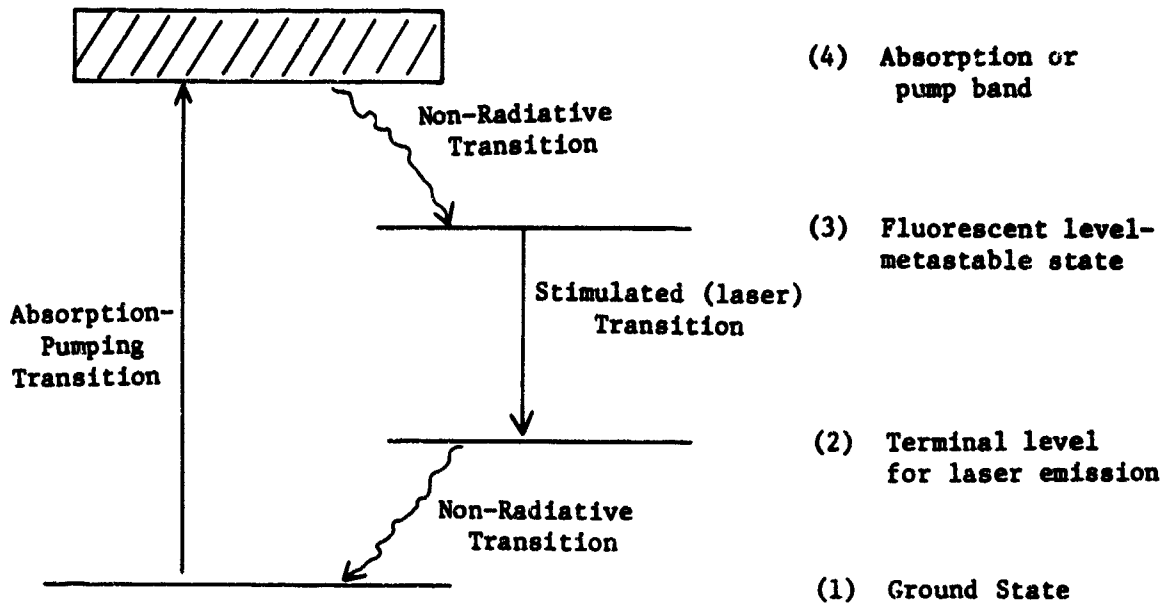 (4) Absorption or
pump band
Non-Radiative
Transition
(3) Fluorescent level-
metastable state
Stimulated (laser)
Transition
Absorption-
Pumping
Transition
(2) Terminal level
for laser emission
Non-Radiative
Transition
(1) Ground State